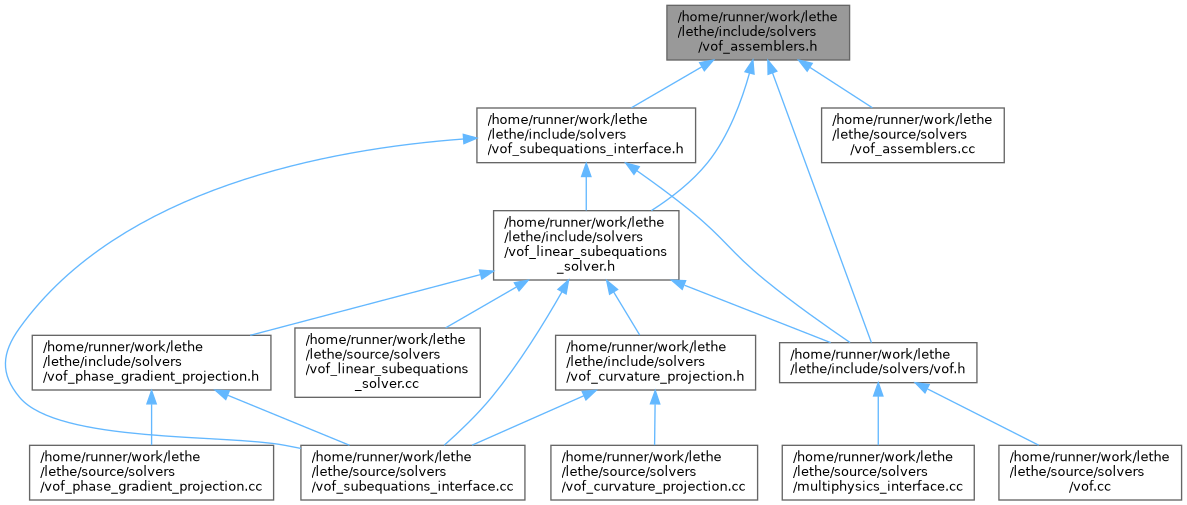 /home/runner/work/lethe
/lethe/include/solvers
/vof_assemblers.h
/home/runner/work/lethe
/lethe/include/solvers
/vof_subequations_interface.h
/home/runner/work/lethe
/lethe/source/solvers
/vof_assemblers.cc
/home/runner/work/lethe
/lethe/include/solvers
/vof_linear_subequations
_solver.h
/home/runner/work/lethe
/lethe/include/solvers
/vof_phase_gradient_projection.h
/home/runner/work/lethe
/lethe/source/solvers
/vof_linear_subequations
_solver.cc
/home/runner/work/lethe
/lethe/include/solvers
/vof_curvature_projection.h
/home/runner/work/lethe
/lethe/include/solvers/vof.h
/home/runner/work/lethe
/lethe/source/solvers
/vof_phase_gradient_projection.cc
/home/runner/work/lethe
/lethe/source/solvers
/vof_subequations_interface.cc
/home/runner/work/lethe
/lethe/source/solvers
/vof_curvature_projection.cc
/home/runner/work/lethe
/lethe/source/solvers
/multiphysics_interface.cc
/home/runner/work/lethe
/lethe/source/solvers
/vof.cc